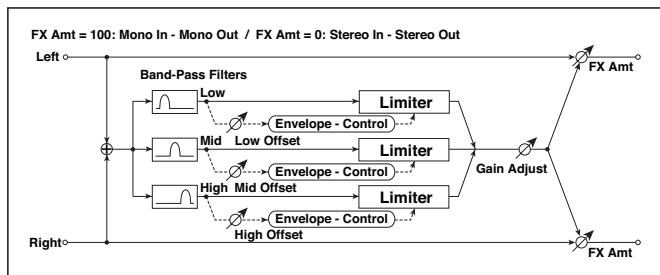 FX Amt = 100: Mono In - Mono Out / FX Amt = 0: Stereo In - Stereo Out
Left
FX Amt
Band-Pass Filters
Low
Limiter
Envelope - Control
Mid
Low Offset
Limiter
Envelope - Control
Gain Adjust
High
Mid Offset
Limiter
Envelope - Control
High Offset
Right
FX Amt